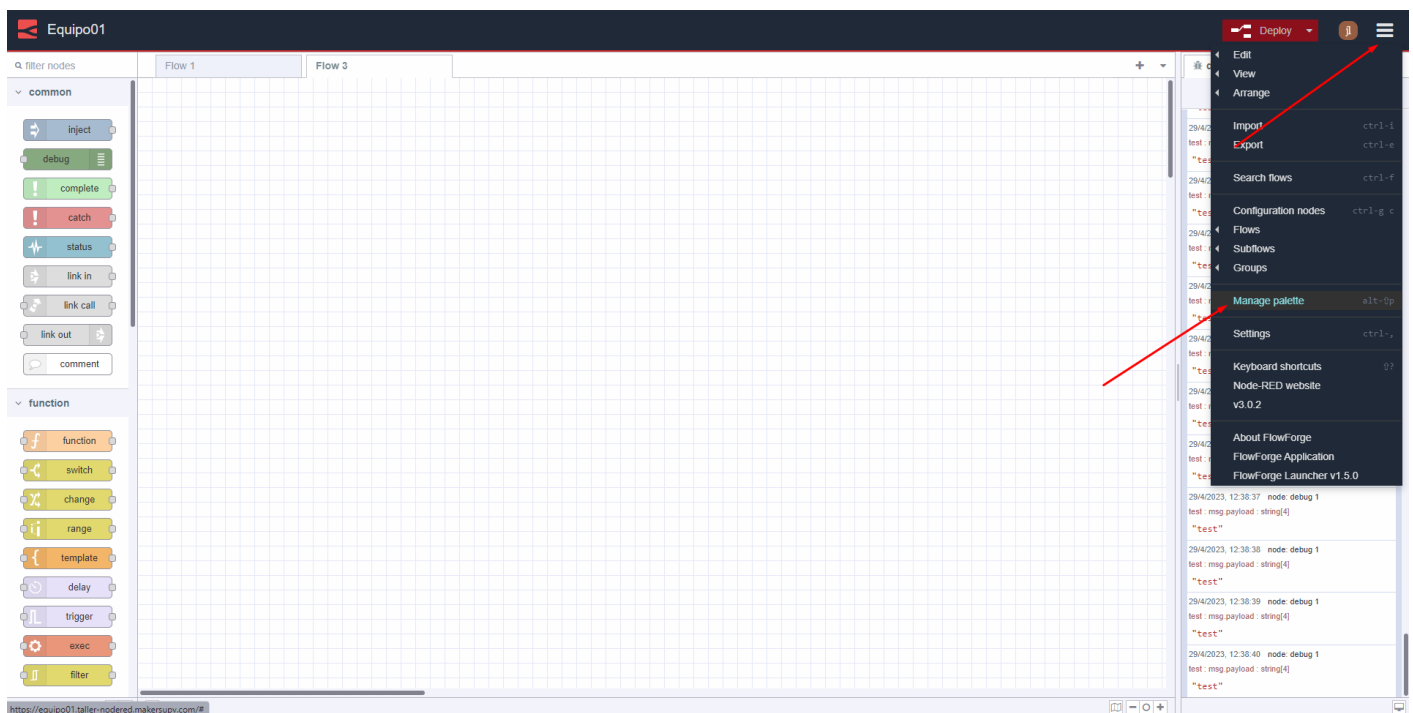 Equipo01
Deploy
jl
filter nodes
Flow 1
Flow 3
common
inject
debug
complete
catch
status
link in
link call
link out
comment
function
function
switch
change
range
template
delay
trigger
exec
filter
https://equipo01.taller-nodered.makersupv.com/#
Edit
View
Arrange
Import ctrl-i
Export ctrl-e
Search flows ctrl-f
Configuration nodes ctrl-g c
Flows
Subflows
Groups
Manage palette alt-⇧p
Settings ctrl-,
Keyboard shortcuts ⇧?
Node-RED website
v3.0.2
About FlowForge
FlowForge Application
FlowForge Launcher v1.5.0
29/4/2023, 12:38:37 node: debug 1
test : msg.payload : string[4]
"test"
29/4/2023, 12:38:38 node: debug 1
test : msg.payload : string[4]
"test"
29/4/2023, 12:38:39 node: debug 1
test : msg.payload : string[4]
"test"
29/4/2023, 12:38:40 node: debug 1
test : msg.payload : string[4]
"test"